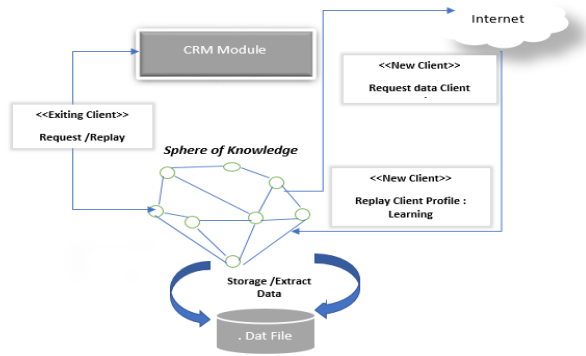 Internet
CRM Module
<<New Client>>
Request data Client
<<Exiting Client>>
Request /Replay
Sphere of Knowledge
<<New Client>>
Replay Client Profile :
Learning
Storage /Extract
Data
. Dat File